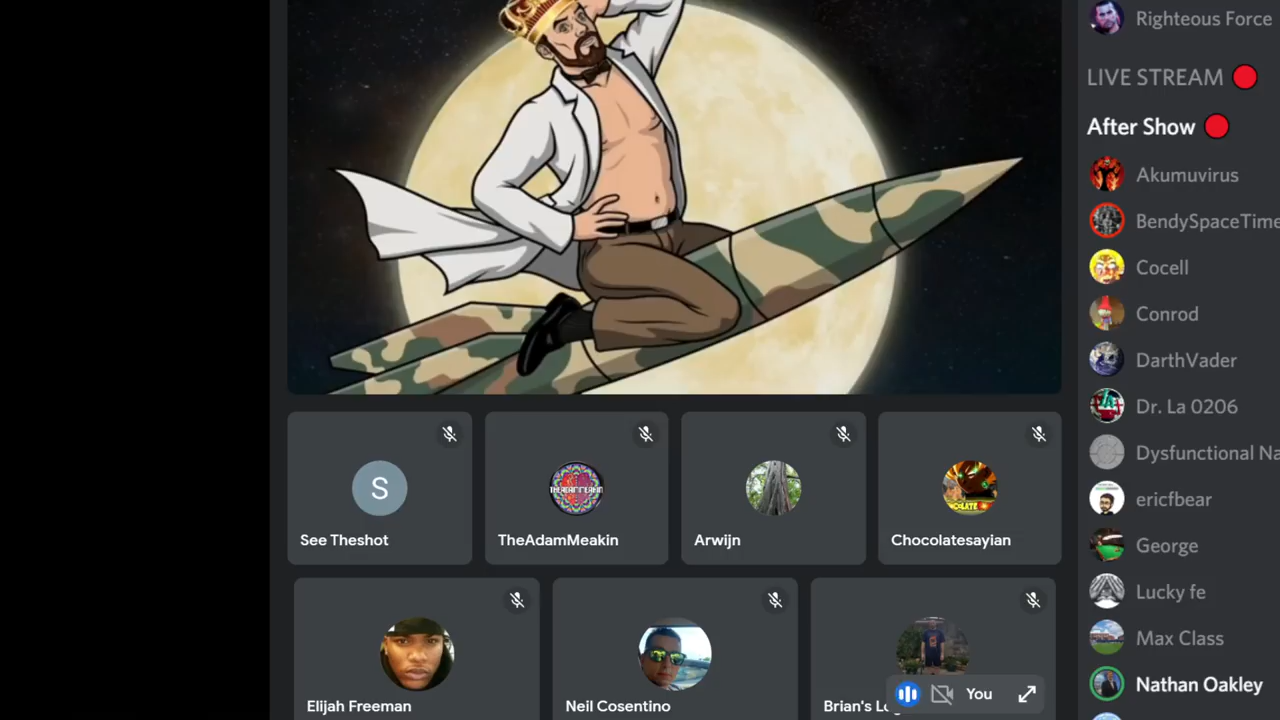 See Theshot
TheAdamMeakin
Arwijn
Chocolatesayian
Elijah Freeman
Neil Cosentino
Brian's Lo
You
S
Righteous Force
LIVE STREAM
After Show
Akumuvirus
BendySpaceTime
Cocell
Conrod
DarthVader
Dr. La 0206
Dysfunctional Na
ericfbear
George
Lucky fe
Max Class
Nathan Oakley